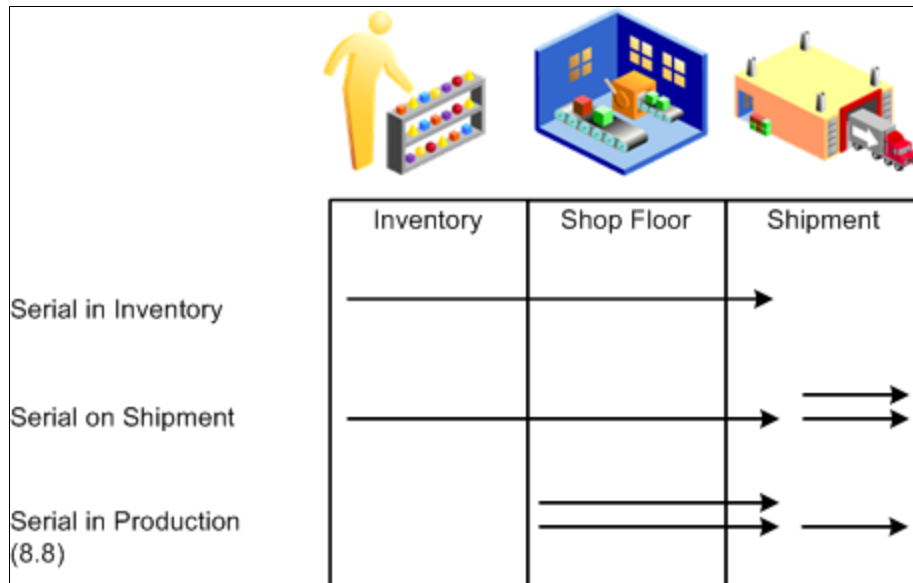 Inventory
Shop Floor
Shipment
Serial in Inventory
Serial on Shipment
Serial in Production
(8.8)